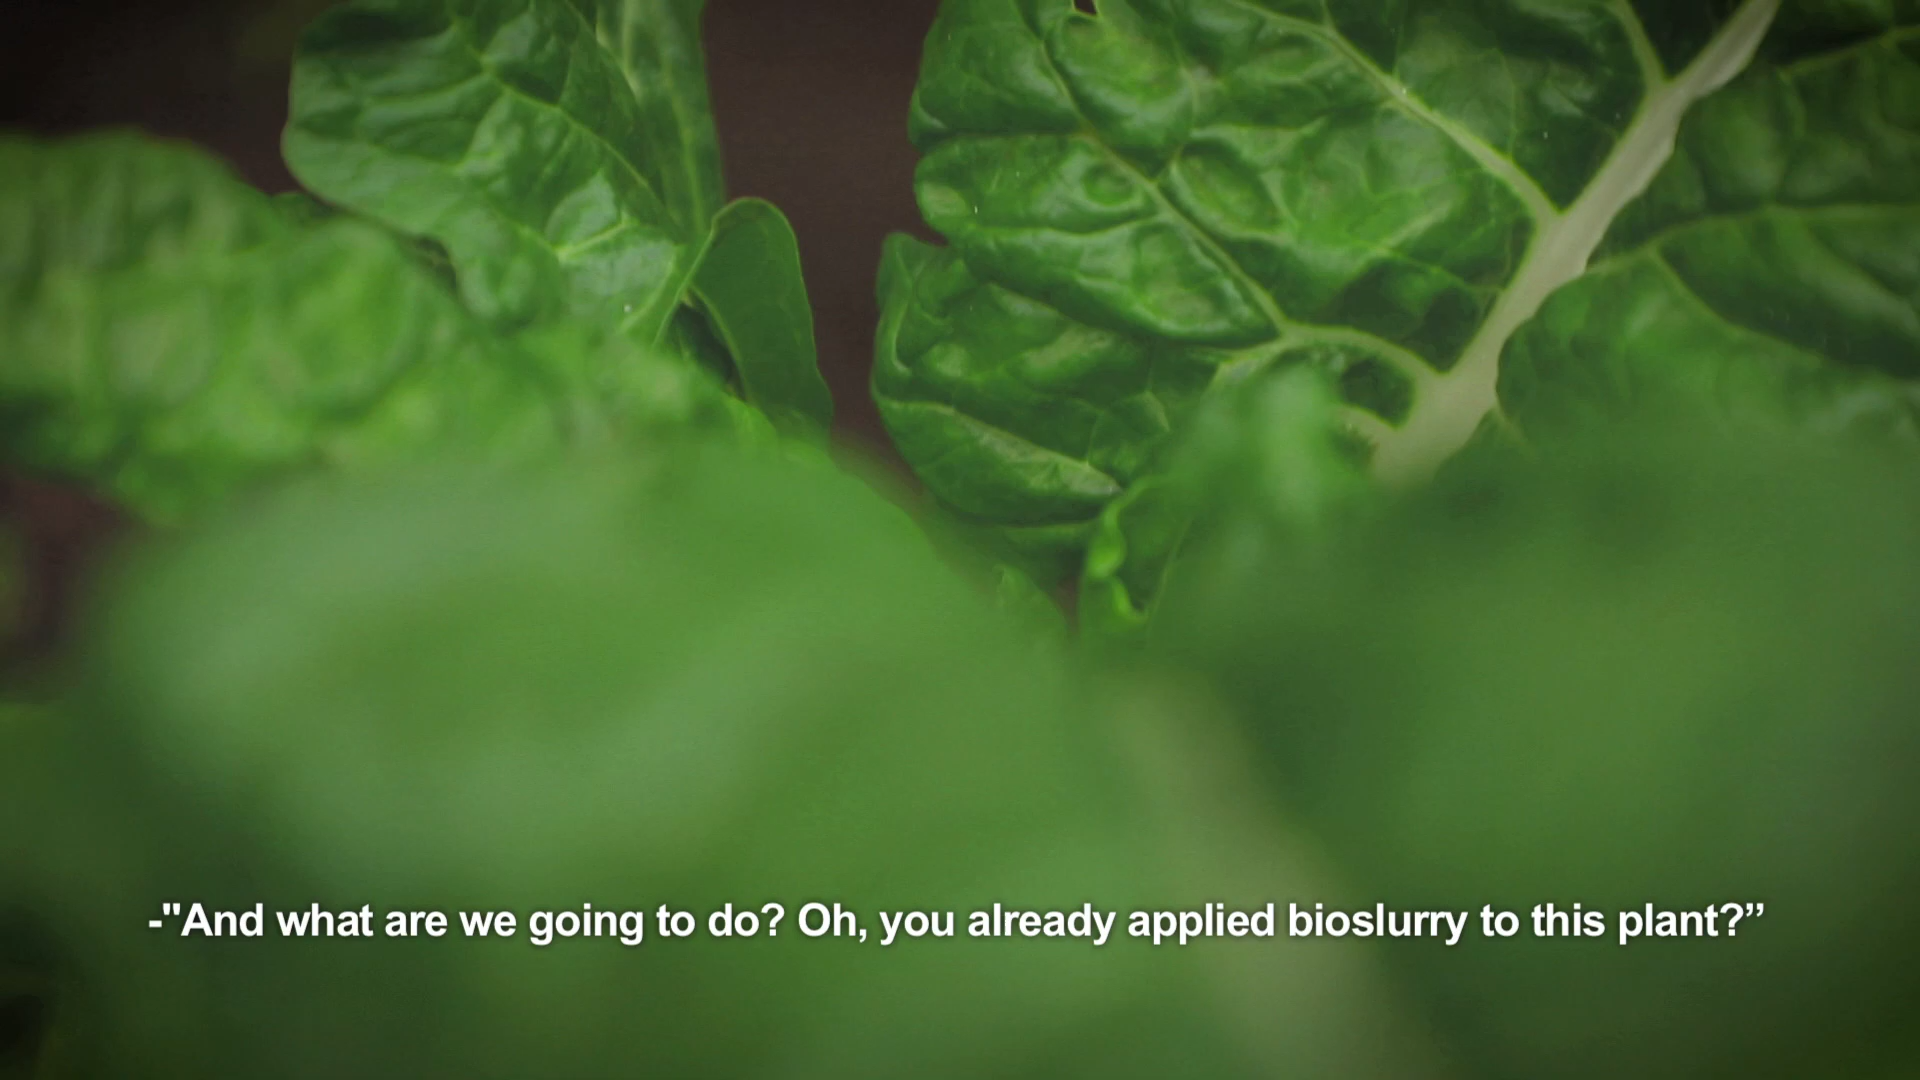 -"And what are we going to do? Oh, you already applied bioslurry to this plant?”